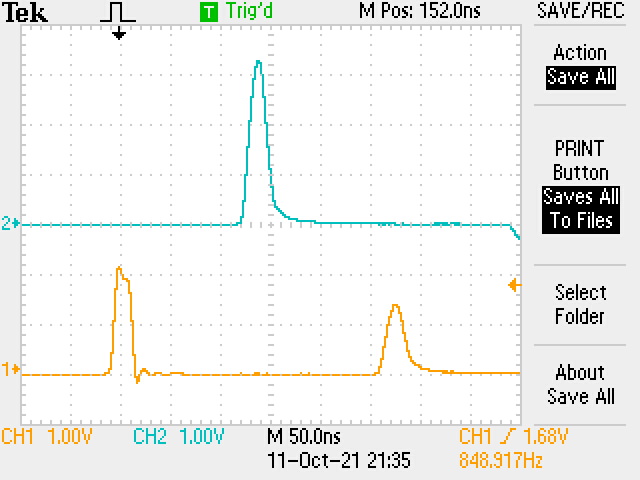 Tek
T Trig'd
M Pos: 152.0ns
SAVE/REC
Action
Save All
PRINT
Button
Saves All
To Files
Select
Folder
About
Save All
2
1
CH1 1.00V
CH2 1.00V
M 50.0ns
CH1 1.68V
11-Oct-21 21:35
848.917Hz